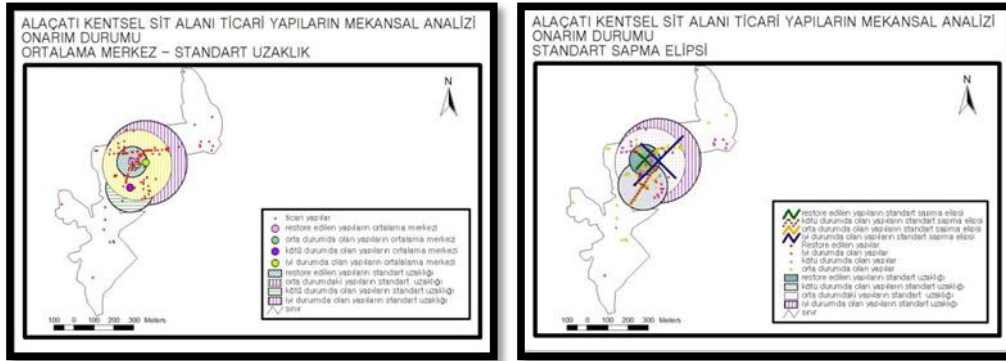 ALAÇATI KENTSEL SİT ALANI TİCARİ YAPILARIN MEKANSAL ANALİZİ
ONARIM DURUMU
ORTALAMA MERKEZ – STANDART UZAKLIK
N
ticari yapılar
restore edilen yapıların ortalama merkezi
orta durumda olan yapıların ortalama merkezi
kötü durumda olan yapıların ortalama merkezi
iyi durumda olan yapıların ortalalama merkezi
restore edilen yapıların standart uzaklığı
orta durumdaki yapıların standart uzaklığı
kötü durumda olan yapıların standart uzaklığı
iyi durumda olan yapıların standart uzaklığı
sınır
100 0 100 200 300 Meters
ALAÇATI KENTSEL SİT ALANI TİCARİ YAPILARIN MEKANSAL ANALİZİ
ONARIM DURUMU
STANDART SAPMA ELİPSİ
N
restore edilen yapıların standart sapma elipsi
kötü durumda olan yapıların standart sapma elipsi
orta durumda olan yapıların standart sapma elipsi
iyi durumda olan yapıların standart sapma elipsi
Restore edilen yapılar
iyi durumda olan yapılar
kötü durumda olan yapılar
orta durumda olan yapılar
restore edilen yapıların standart uzaklığı
kötü durumda olan yapıların standart uzaklığı
orta durumdaki yapıların standart uzaklığı
iyi durumda olan yapıların standart uzaklığı
sınır
100 0 100 200 300 Meters